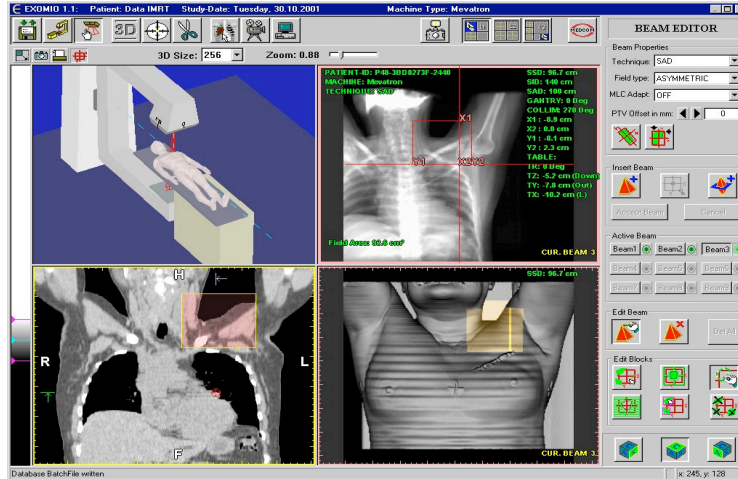 EXOMIO 1.1: Patient: Data IMRT Study-Date: Tuesday, 30.10.2001 Machine Type: Mevatron
3D
MEDCOM
3D Size: 256 Zoom: 0.88
BEAM EDITOR
Beam Properties
Technique: SAD
Field type: ASYMMETRIC
MLC Adapt: OFF
PTV Offset in mm: 0
Insert Beam
Accept Beam Cancel
Active Beam
Beam1 Beam2 Beam3
Beam4 Beam5 Beam6
Beam7 Beam8 Beam9
Edit Beam
Del All
Edit Blocks
PATIENT-ID: P48-3BD8273F-2440
MACHINE: Mevatron
TECHNIQUE: SAD
SSD: 96.7 cm
SID: 140 cm
SAD: 100 cm
GANTRY: 0 Deg
COLLIM: 270 Deg
X1 : -8.9 cm
X2 : 0.0 cm
Y1 : -8.1 cm
Y2 : 2.3 cm
TABLE:
TR: 0 Deg
TZ: -5.2 cm (Down)
TY: -7.8 cm (Out)
TX: -10.2 cm (L)
X1
Y1 X2Y2
Field Area: 92.6 cm²
CUR. BEAM 3
H
R L
F
SSD: 96.7 cm
CUR. BEAM 3
Database BatchFile written x: 245, y: 128